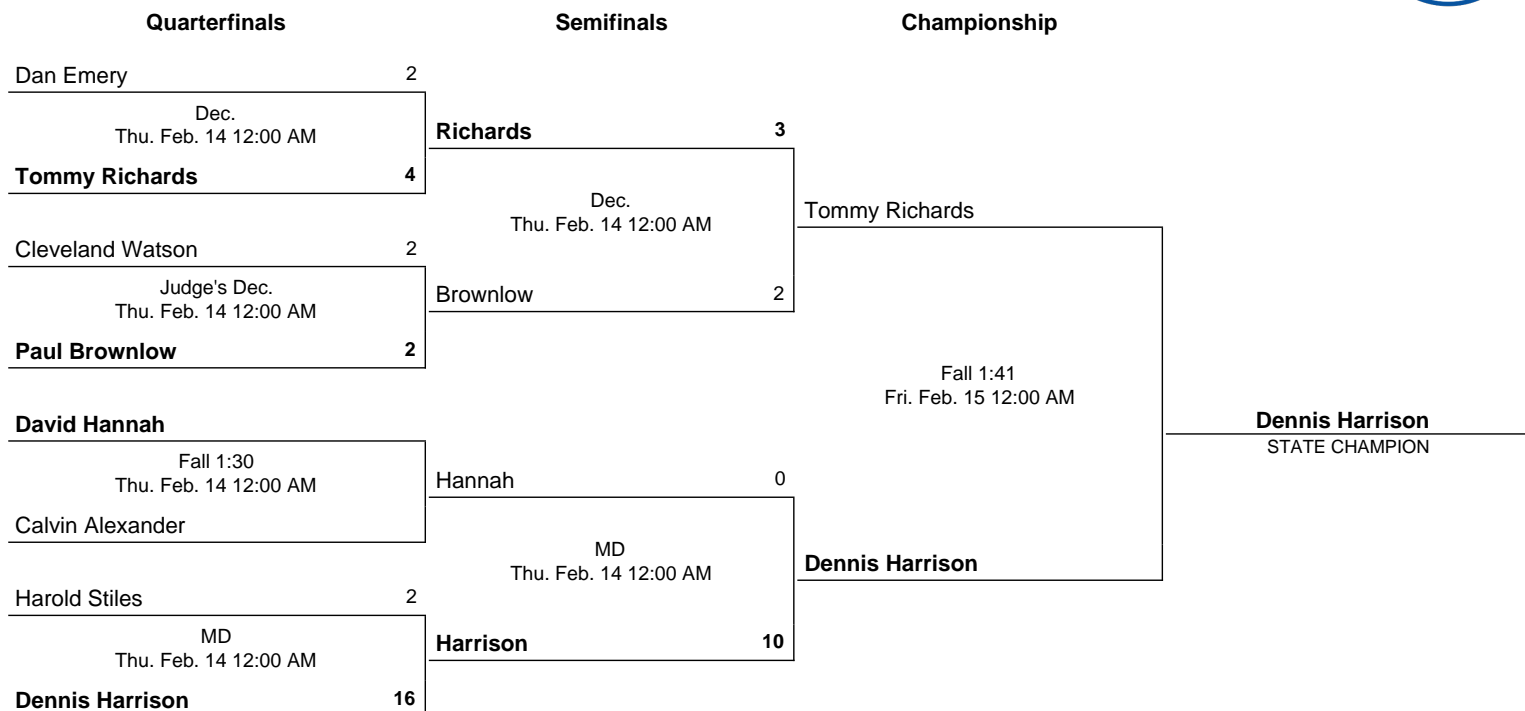 Quarterfinals Semifinals Championship
Dan Emery 2
Dec.
Thu. Feb. 14 12:00 AM
Tommy Richards 4
Cleveland Watson 2
Judge's Dec.
Thu. Feb. 14 12:00 AM
Paul Brownlow 2
David Hannah
Fall 1:30
Thu. Feb. 14 12:00 AM
Calvin Alexander
Harold Stiles 2
MD
Thu. Feb. 14 12:00 AM
Dennis Harrison 16
Richards 3
Dec.
Thu. Feb. 14 12:00 AM
Brownlow 2
Hannah 0
MD
Thu. Feb. 14 12:00 AM
Harrison 10
Tommy Richards
Fall 1:41
Fri. Feb. 15 12:00 AM
Dennis Harrison
Dennis Harrison
STATE CHAMPION